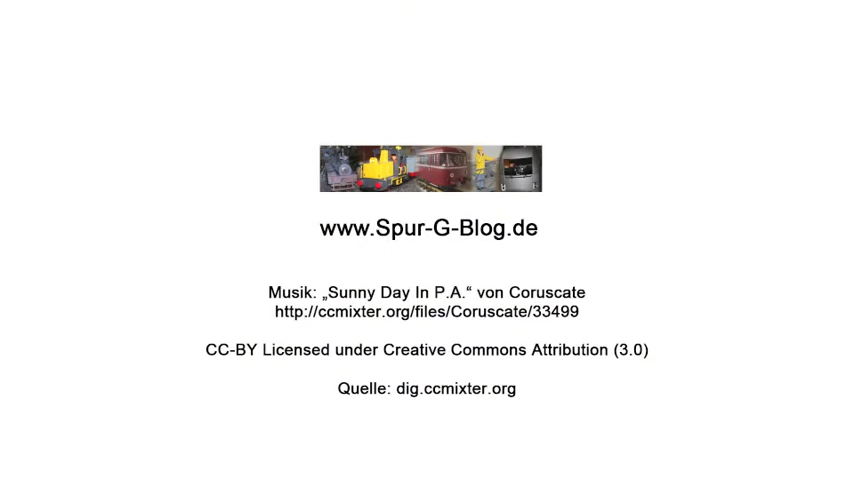 www.Spur-G-Blog.de
Musik: „Sunny Day In P.A.“ von Coruscate
http://ccmixter.org/files/Coruscate/33499
CC-BY Licensed under Creative Commons Attribution (3.0)
Quelle: dig.ccmixter.org